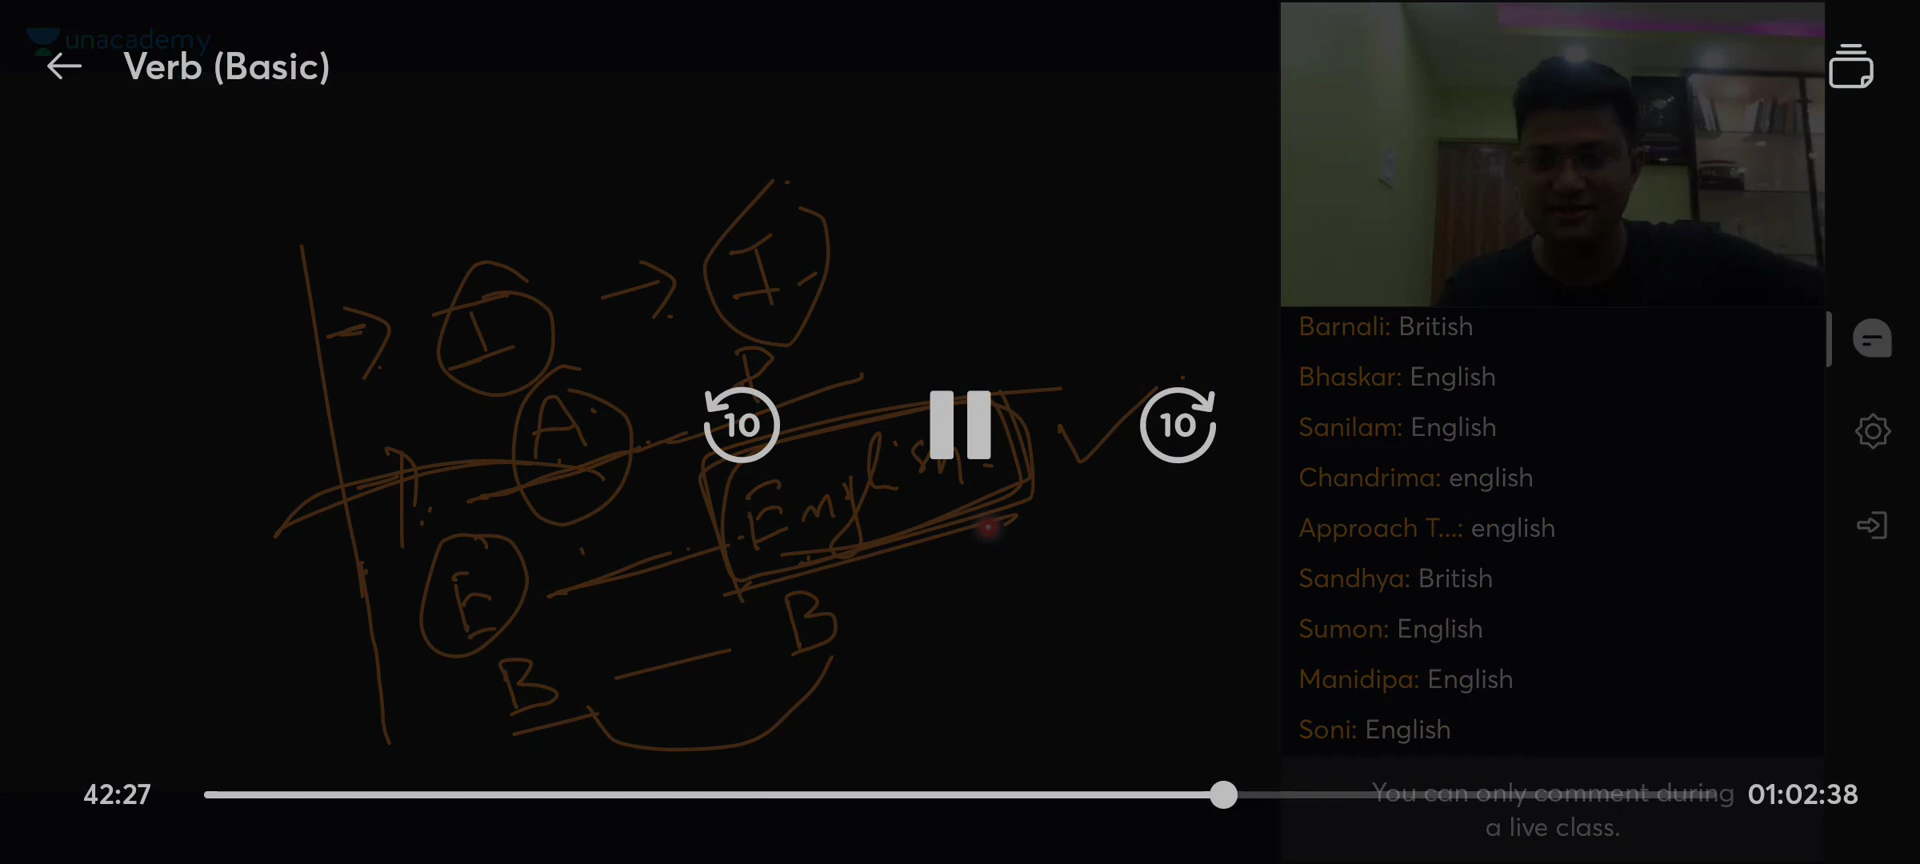 unacademy
Verb (Basic)
I
I
P
A
English
P
E
B
B
10
10
Barnali: British
Bhaskar: English
Sanilam: English
Chandrima: english
Approach T...: english
Sandhya: British
Sumon: English
Manidipa: English
Soni: English
You can only comment during
a live class.
42:27
01:02:38